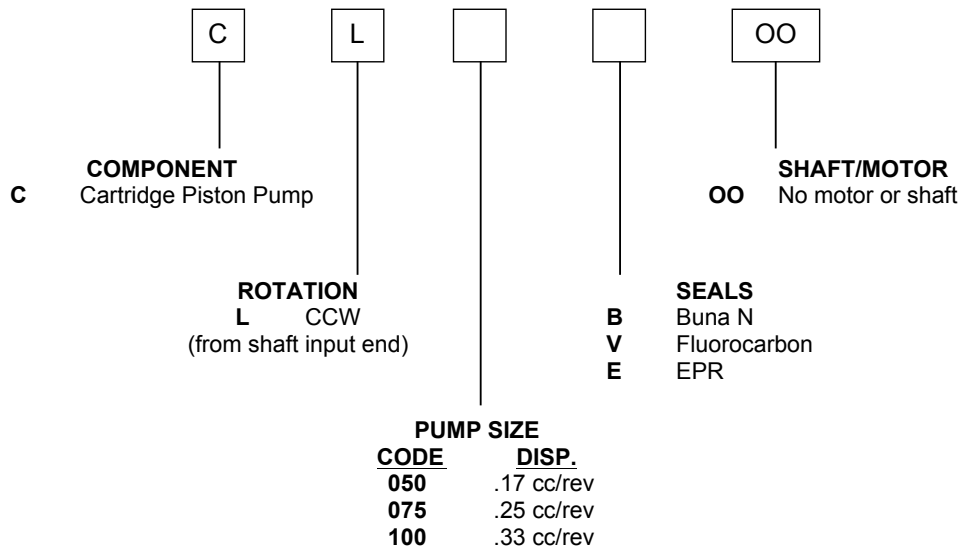 C L OO
COMPONENT
C Cartridge Piston Pump
SHAFT/MOTOR
OO No motor or shaft
ROTATION
L CCW
(from shaft input end)
SEALS
B Buna N
V Fluorocarbon
E EPR
PUMP SIZE
CODE DISP.
050 .17 cc/rev
075 .25 cc/rev
100 .33 cc/rev